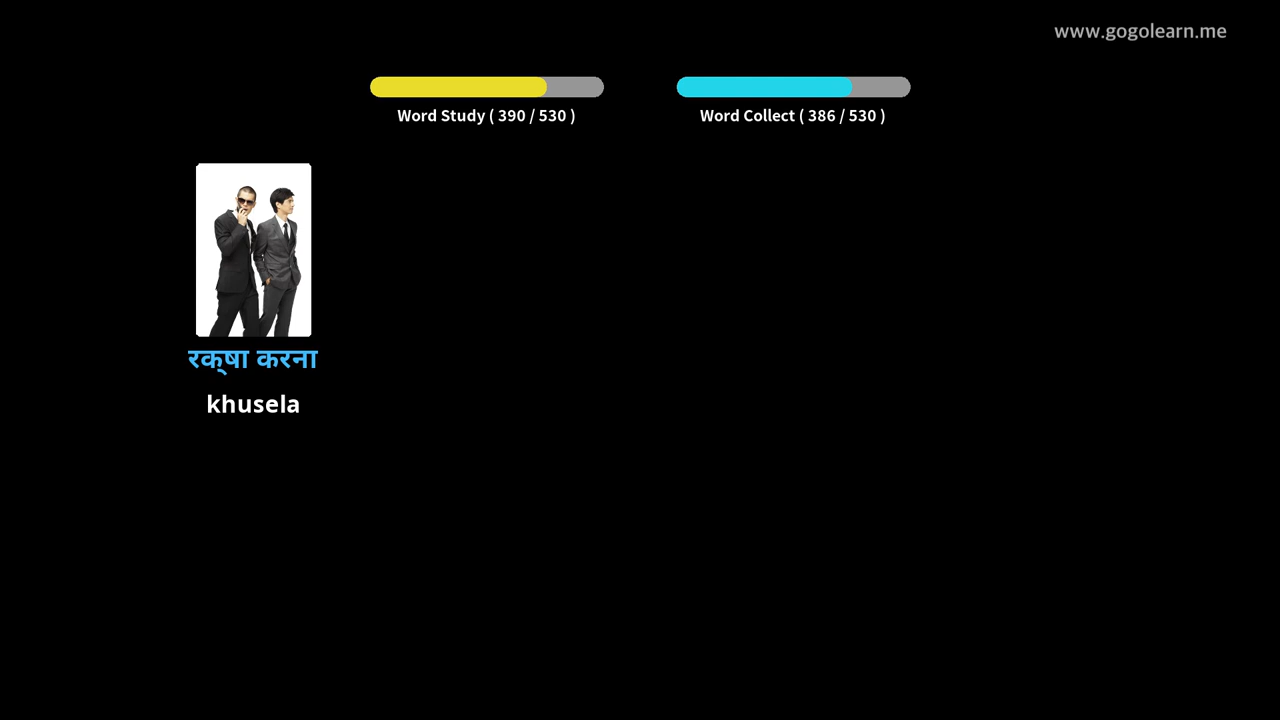 www.gogolearn.me
Word Study ( 390 / 530 )
Word Collect ( 386 / 530 )
रक्षा करना
khusela